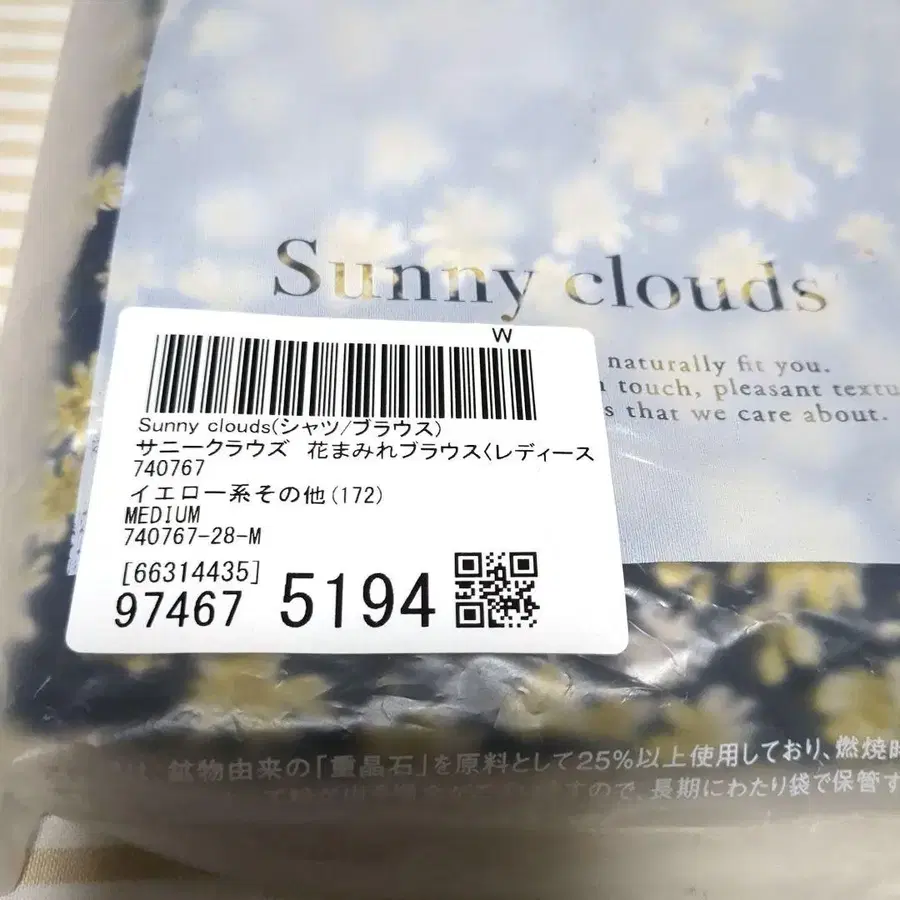 Sunny clouds
naturally fit you.
touch, pleasant
that we care about.
W
Sunny clouds(シャツ/ブラウス)
サニークラウズ 花まみれブラウス〈レディース
740767
イエロー系その他(172)
MEDIUM
740767-28-M
[66314435]
97467 5194
は、鉱物由来の「重晶石」を原料として25%以上使用しており、燃焼時
ので、長期にわたり袋で保管す